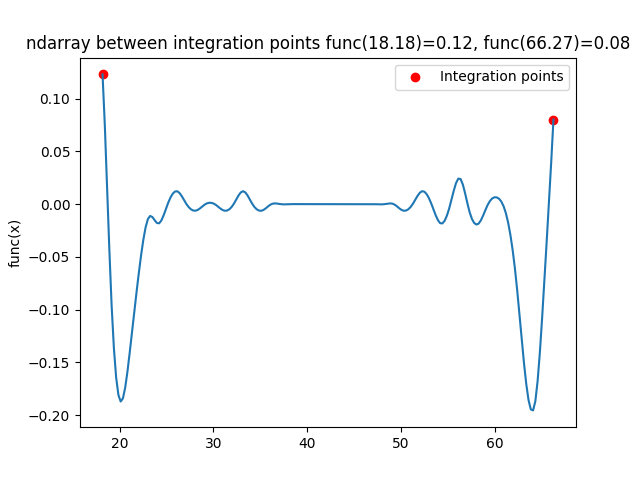 ndarray between integration points func(18.18)=0.12, func(66.27)=0.08
Integration points
func(x)
0.10
0.05
0.00
−0.05
−0.10
−0.15
−0.20
20 30 40 50 60